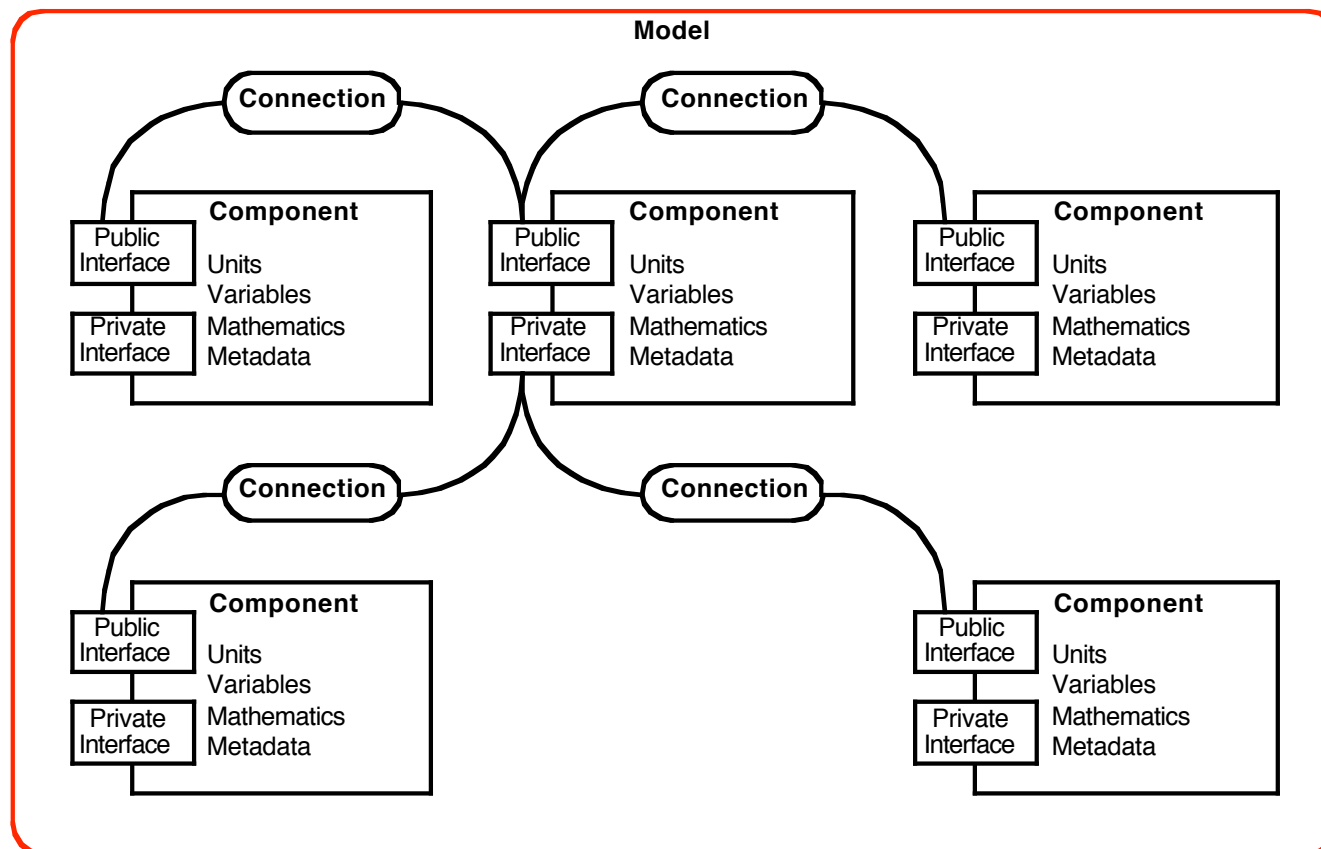 Model
Connection
Connection
Component
Public
Interface
Units
Variables
Private
Interface
Mathematics
Metadata
Component
Public
Interface
Units
Variables
Private
Interface
Mathematics
Metadata
Component
Public
Interface
Units
Variables
Private
Interface
Mathematics
Metadata
Connection
Connection
Component
Public
Interface
Units
Variables
Private
Interface
Mathematics
Metadata
Component
Public
Interface
Units
Variables
Private
Interface
Mathematics
Metadata